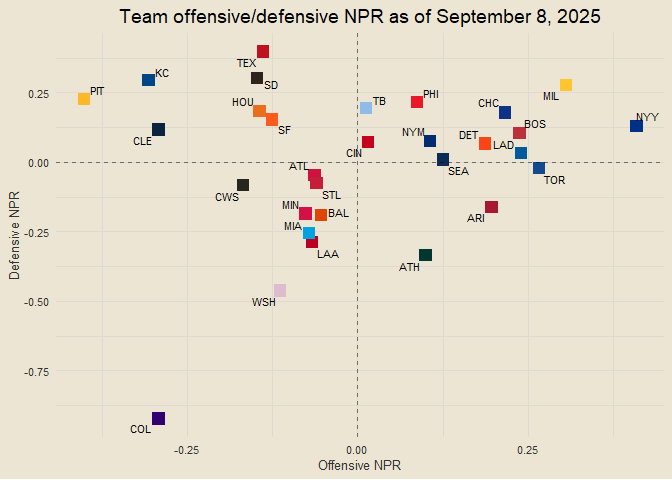 Team offensive/defensive NPR as of September 8, 2025
TEX
KC
SD
PIT
HOU
SF
CLE
TB
PHI
MIL
CHC
NYY
BOS
NYM
DET
LAD
CIN
SEA
TOR
ATL
STL
CWS
MIN
BAL
MIA
LAA
ARI
ATH
WSH
COL
0.25
0.00
-0.25
-0.50
-0.75
Defensive NPR
-0.25
0.00
0.25
Offensive NPR